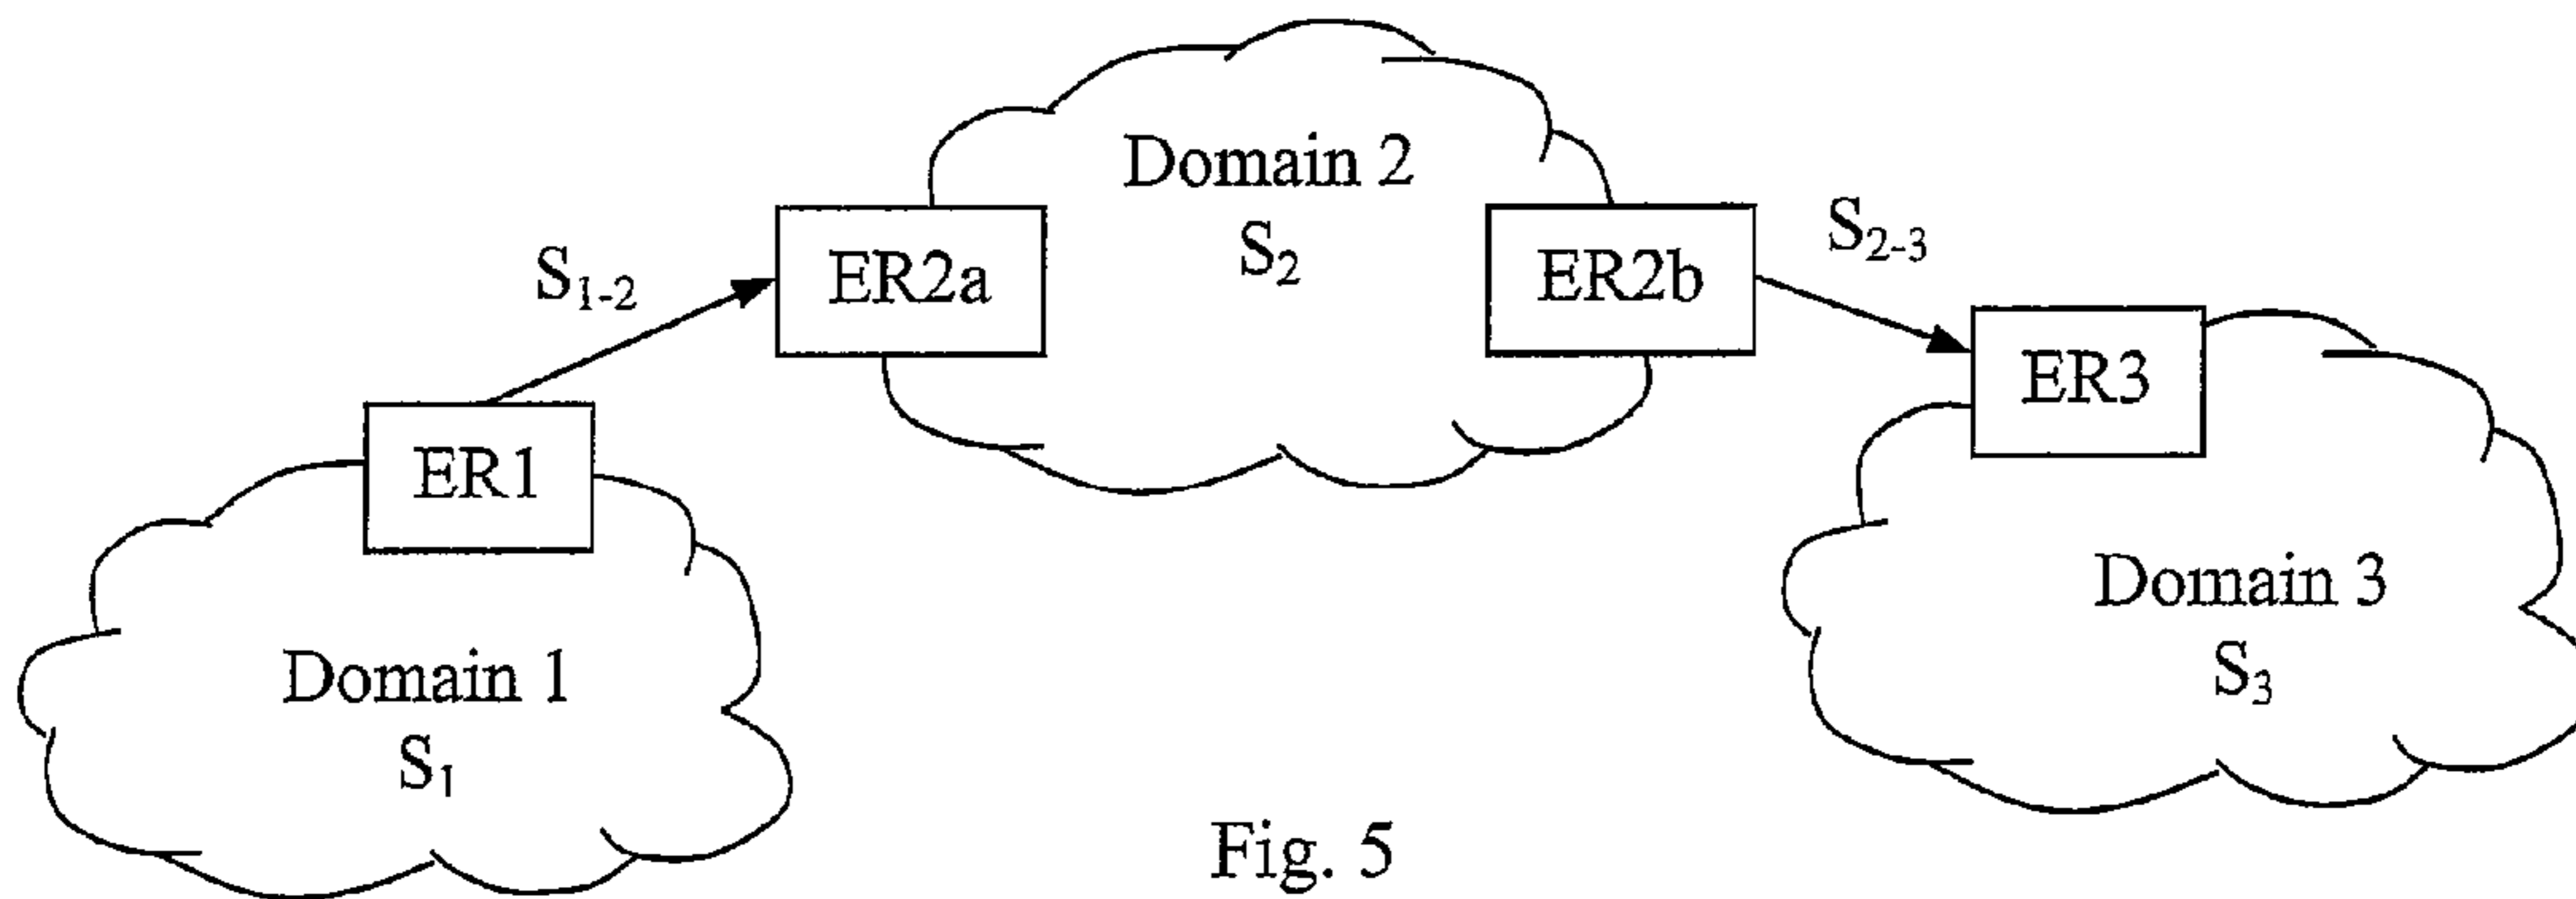 Domain 2
S₂
S₁₋₂
ER2a
ER2b
S₂₋₃
ER1
ER3
Domain 1
S₁
Domain 3
S₃
Fig. 5